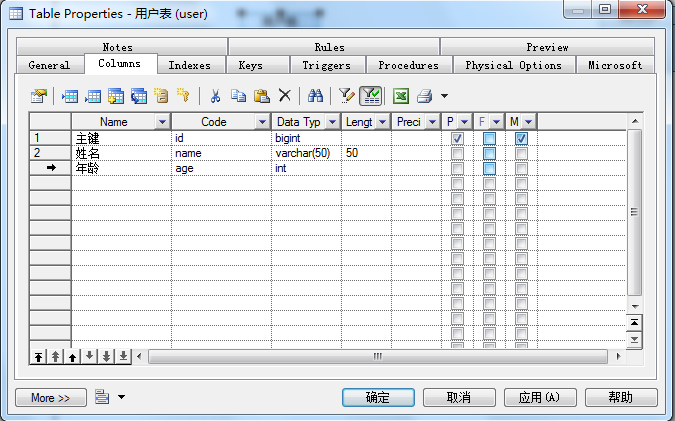 Table Properties - 用户表 (user)
Notes Rules Preview
General Columns Indexes Keys Triggers Procedures Physical Options Microsoft
Name Code Data Typ Lengt Preci P F M
1 主键 id bigint
2 姓名 name varchar(50) 50
年龄 age int
More >> 确定 取消 应用(A) 帮助